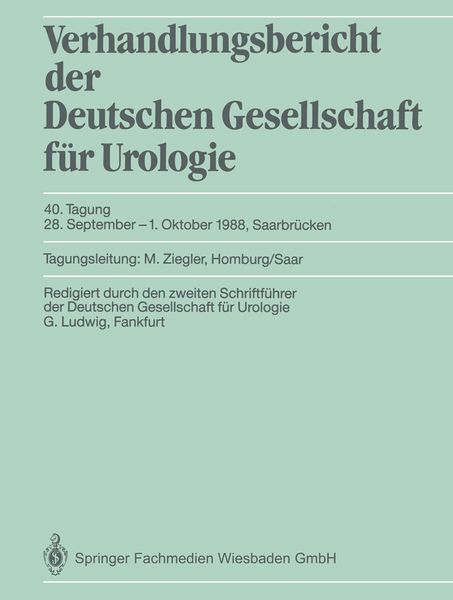 Verhandlungsbericht
der
Deutschen Gesellschaft
für Urologie
40. Tagung
28. September – 1. Oktober 1988, Saarbrücken
Tagungsleitung: M. Ziegler, Homburg/Saar
Redigiert durch den zweiten Schriftführer
der Deutschen Gesellschaft für Urologie
G. Ludwig, Fankfurt
Springer Fachmedien Wiesbaden GmbH